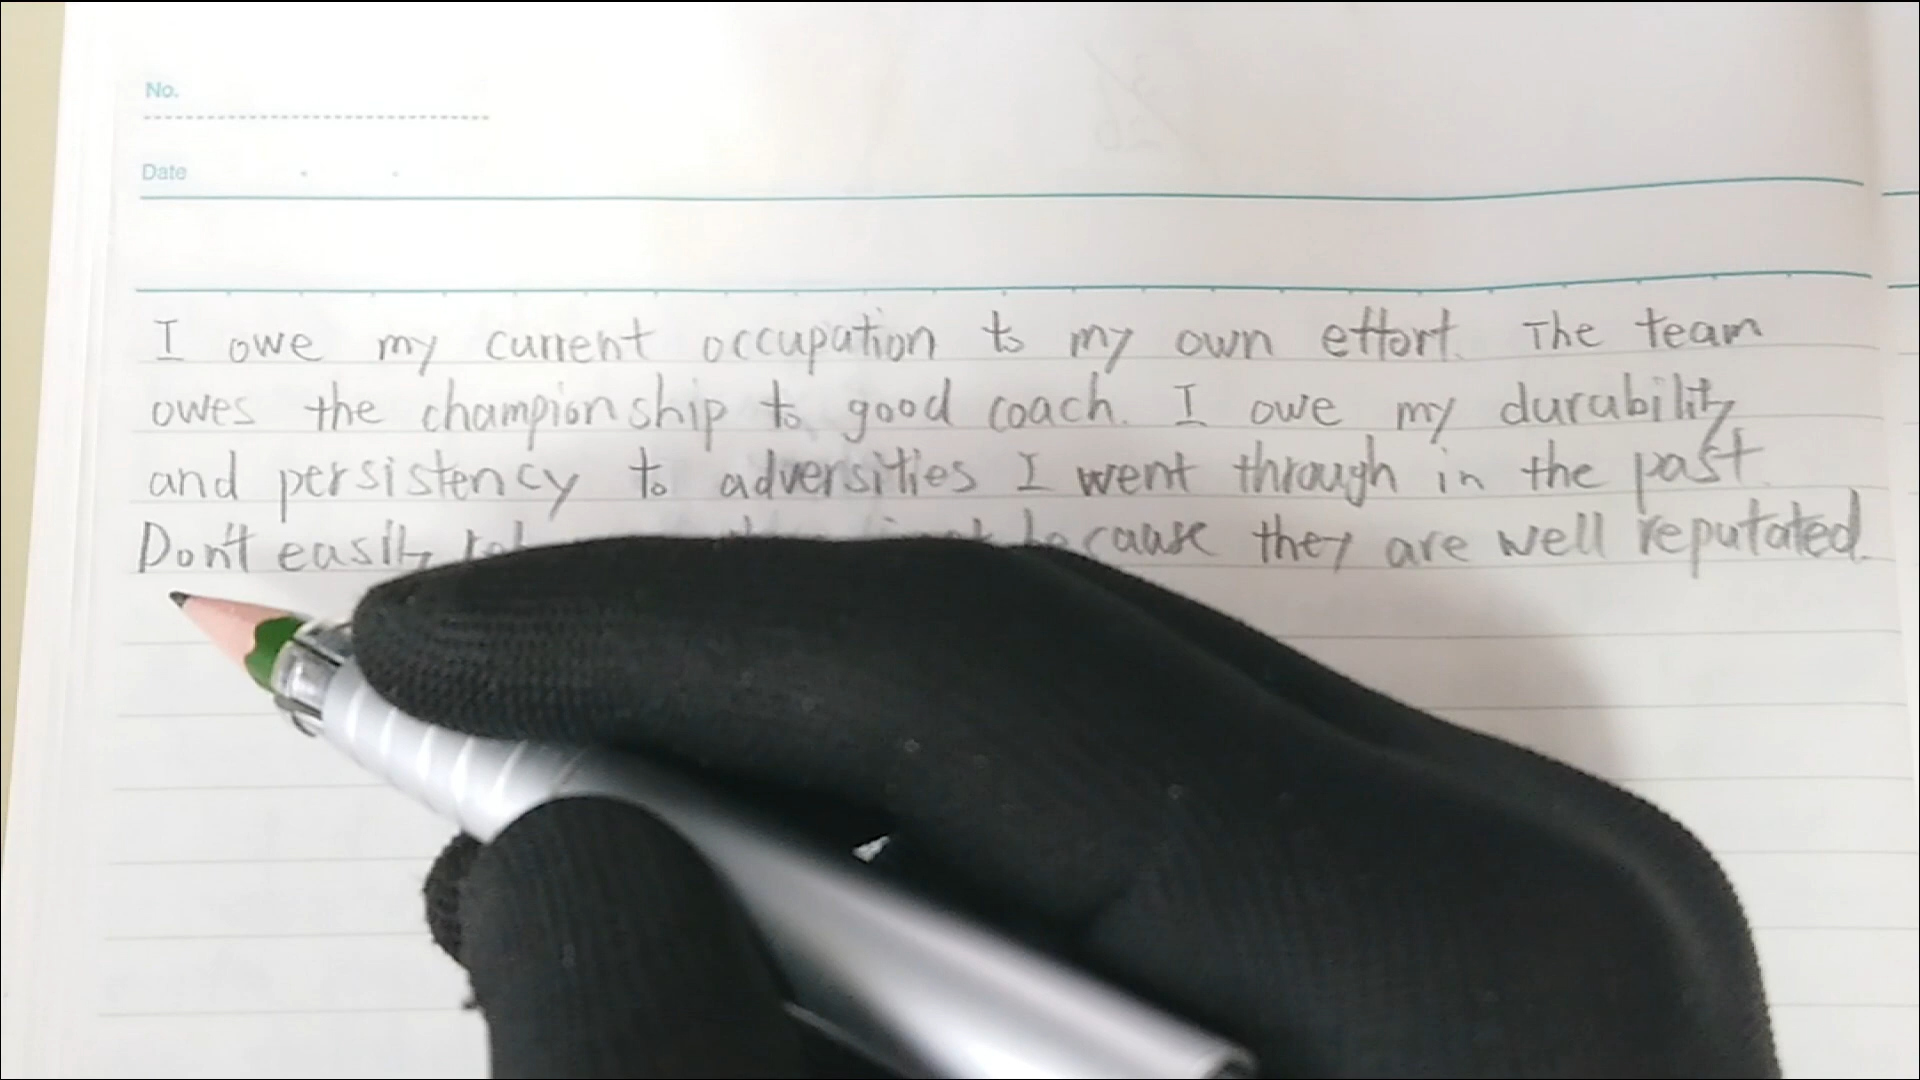 No.
Date
I owe my current occupation to my own effort. The team
owes the championship to good coach. I owe my durability
and persistency to adversities I went through in the past.
Don't easily because they are well reputated.